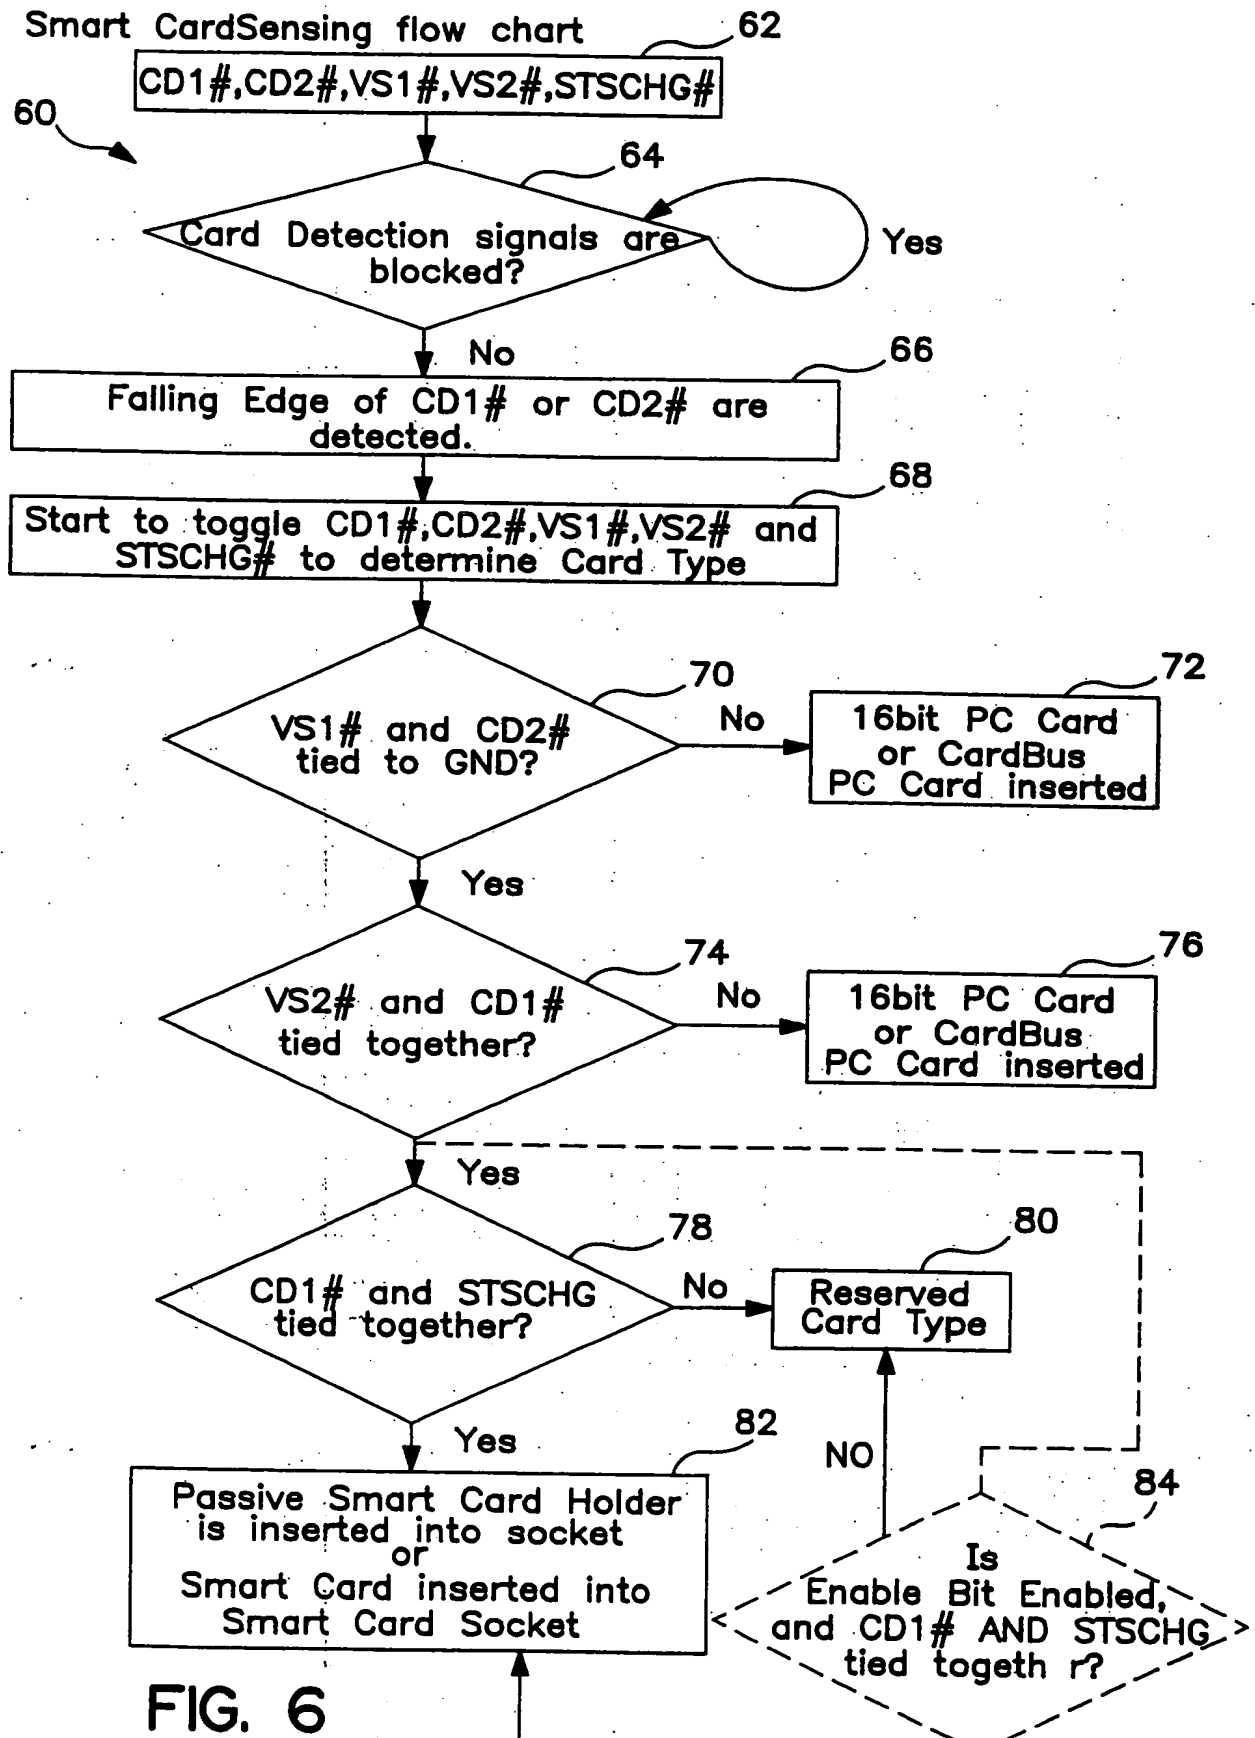 Smart CardSensing flow chart
62
CD1#,CD2#,VS1#,VS2#,STSCHG#
60
64
Card Detection signals are
blocked?
Yes
No
66
Falling Edge of CD1# or CD2# are
detected.
68
Start to toggle CD1#,CD2#,VS1#,VS2# and
STSCHG# to determine Card Type
70
VS1# and CD2#
tied to GND?
No
72
16bit PC Card
or CardBus
PC Card inserted
Yes
74
VS2# and CD1#
tied together?
No
76
16bit PC Card
or CardBus
PC Card inserted
Yes
78
CD1# and STSCHG
tied together?
No
80
Reserved
Card Type
Yes
82
NO
Passive Smart Card Holder
is inserted into socket
or
Smart Card inserted into
Smart Card Socket
84
Is
Enable Bit Enabled,
and CD1# AND STSCHG
tied togeth r?
FIG. 6